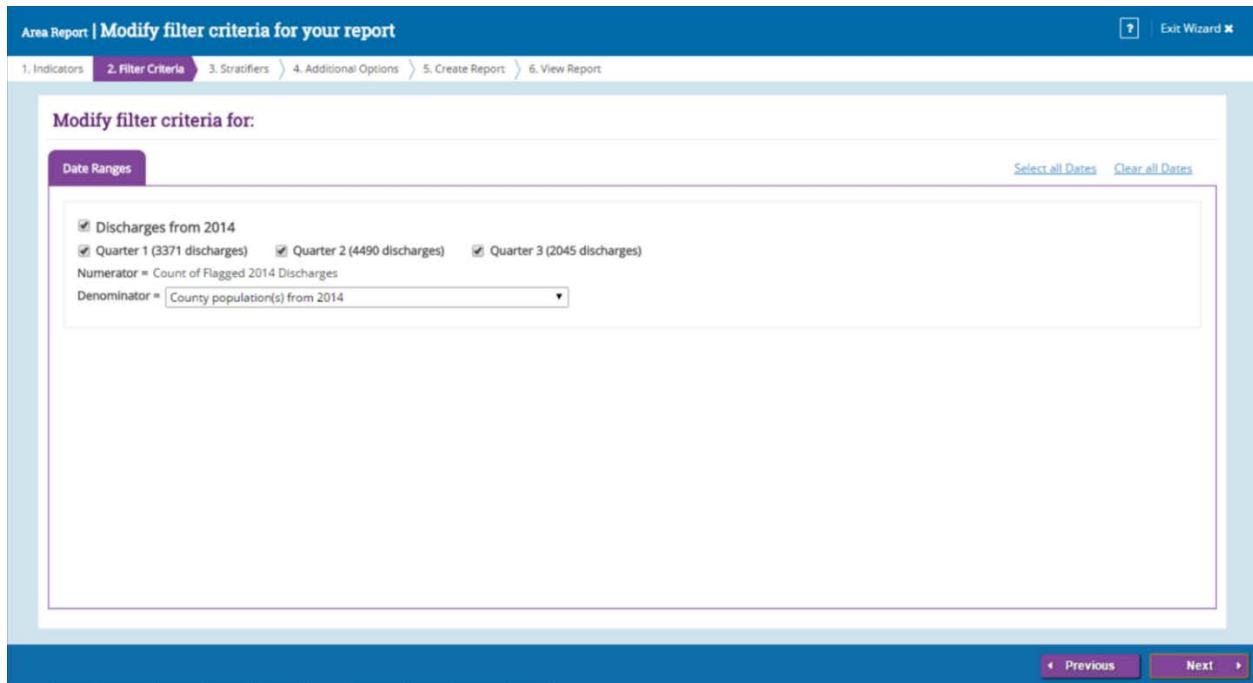 Area Report | Modify filter criteria for your report
? Exit Wizard ✖
1. Indicators 2. Filter Criteria 3. Stratifiers 4. Additional Options 5. Create Report 6. View Report
Modify filter criteria for:
Date Ranges Select all Dates Clear all Dates
Discharges from 2014
Quarter 1 (3371 discharges) Quarter 2 (4490 discharges) Quarter 3 (2045 discharges)
Numerator = Count of Flagged 2014 Discharges
Denominator = County population(s) from 2014
Previous Next